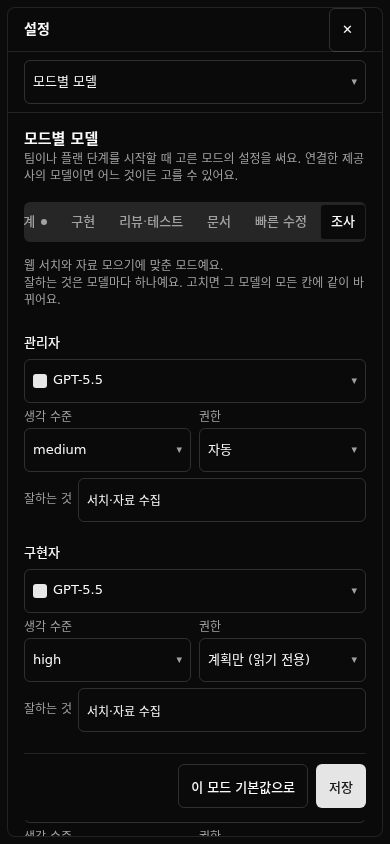 설정
×
모드별 모델
모드별 모델
팀이나 플랜 단계를 시작할 때 고른 모드의 설정을 써요. 연결한 제공
사의 모델이면 어느 것이든 고를 수 있어요.
계 구현 리뷰·테스트 문서 빠른 수정 조사
웹 서치와 자료 모으기에 맞춘 모드예요.
잘하는 것은 모델마다 하나예요. 고치면 그 모델의 모든 칸에 같이 바
뀌어요.
관리자
GPT-5.5
생각 수준 권한
medium 자동
잘하는 것 서치·자료 수집
구현자
GPT-5.5
생각 수준 권한
high 계획만 (읽기 전용)
잘하는 것 서치·자료 수집
이 모드 기본값으로 저장
생각 수준 권한